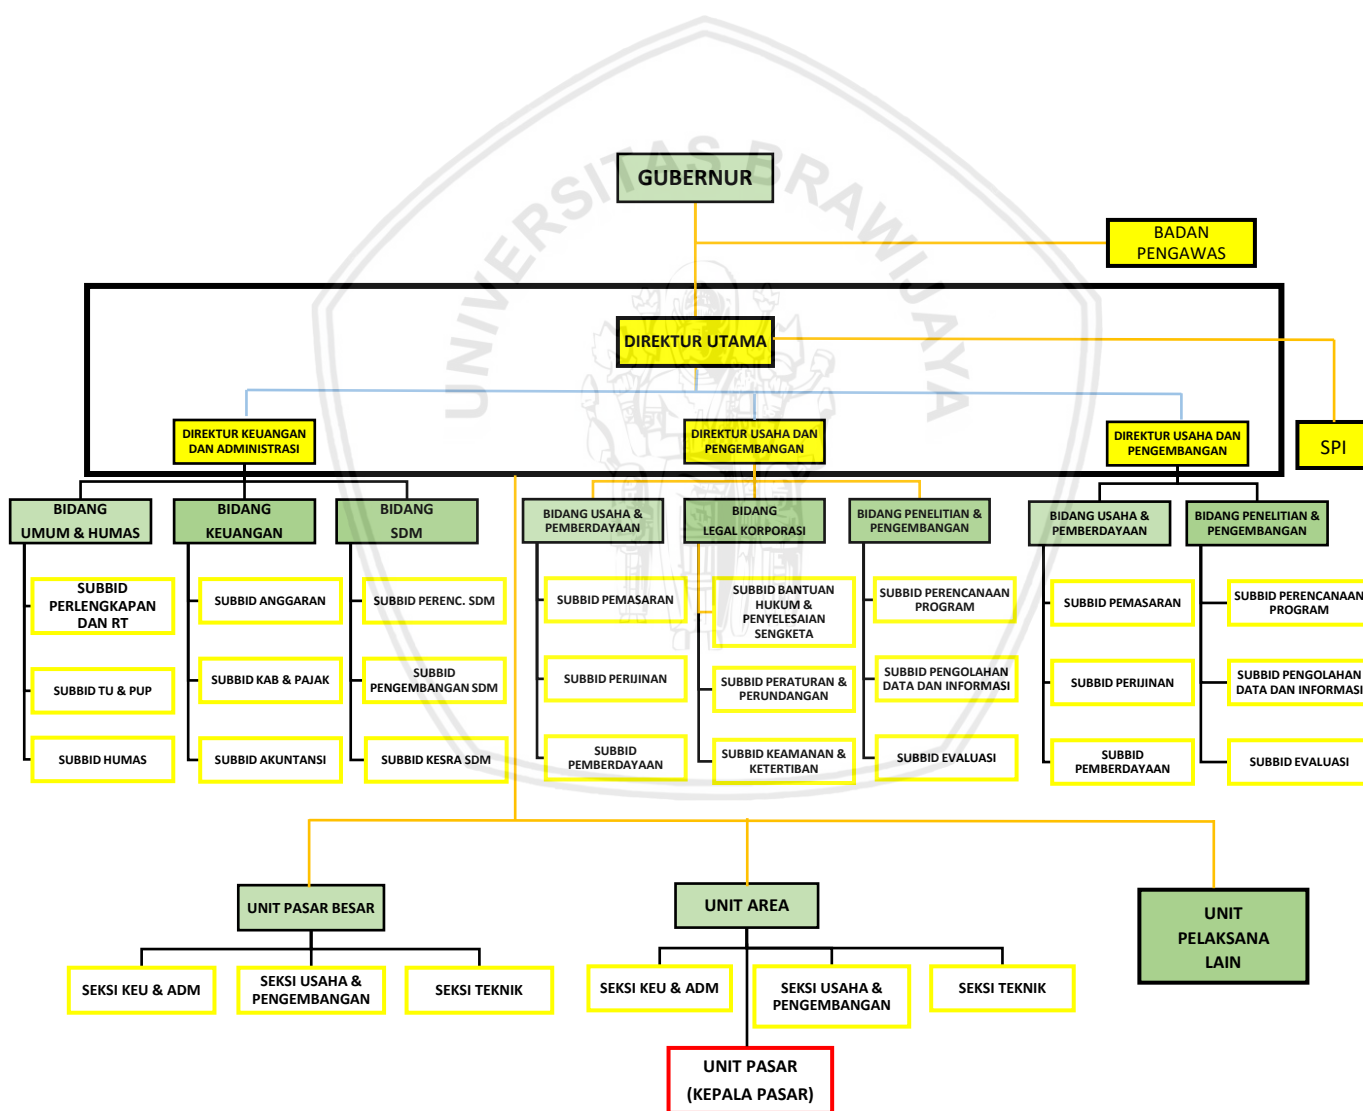 UNIVERSITAS BRAWIJAYA
GUBERNUR
BADAN
PENGAWAS
DIREKTUR UTAMA
DIREKTUR KEUANGAN
DAN ADMINISTRASI
DIREKTUR USAHA DAN
PENGEMBANGAN
DIREKTUR USAHA DAN
PENGEMBANGAN
SPI
BIDANG
UMUM & HUMAS
BIDANG
KEUANGAN
BIDANG
SDM
BIDANG USAHA &
PEMBERDAYAAN
BIDANG
LEGAL KORPORASI
BIDANG PENELITIAN &
PENGEMBANGAN
BIDANG USAHA &
PEMBERDAYAAN
BIDANG PENELITIAN &
PENGEMBANGAN
SUBBID
PERLENGKAPAN
DAN RT
SUBBID ANGGARAN
SUBBID PERENC. SDM
SUBBID PEMASARAN
SUBBID BANTUAN
HUKUM &
PENYELESAIAN
SENGKETA
SUBBID PERENCANAAN
PROGRAM
SUBBID PEMASARAN
SUBBID PERENCANAAN
PROGRAM
SUBBID TU & PUP
SUBBID KAB & PAJAK
SUBBID
PENGEMBANGAN SDM
SUBBID PERIJINAN
SUBBID PERATURAN &
PERUNDANGAN
SUBBID PENGOLAHAN
DATA DAN INFORMASI
SUBBID PERIJINAN
SUBBID PENGOLAHAN
DATA DAN INFORMASI
SUBBID HUMAS
SUBBID AKUNTANSI
SUBBID KESRA SDM
SUBBID
PEMBERDAYAAN
SUBBID KEAMANAN &
KETERTIBAN
SUBBID EVALUASI
SUBBID
PEMBERDAYAAN
SUBBID EVALUASI
UNIT PASAR BESAR
UNIT AREA
UNIT
PELAKSANA
LAIN
SEKSI KEU & ADM
SEKSI USAHA &
PENGEMBANGAN
SEKSI TEKNIK
SEKSI KEU & ADM
SEKSI USAHA &
PENGEMBANGAN
SEKSI TEKNIK
UNIT PASAR
(KEPALA PASAR)